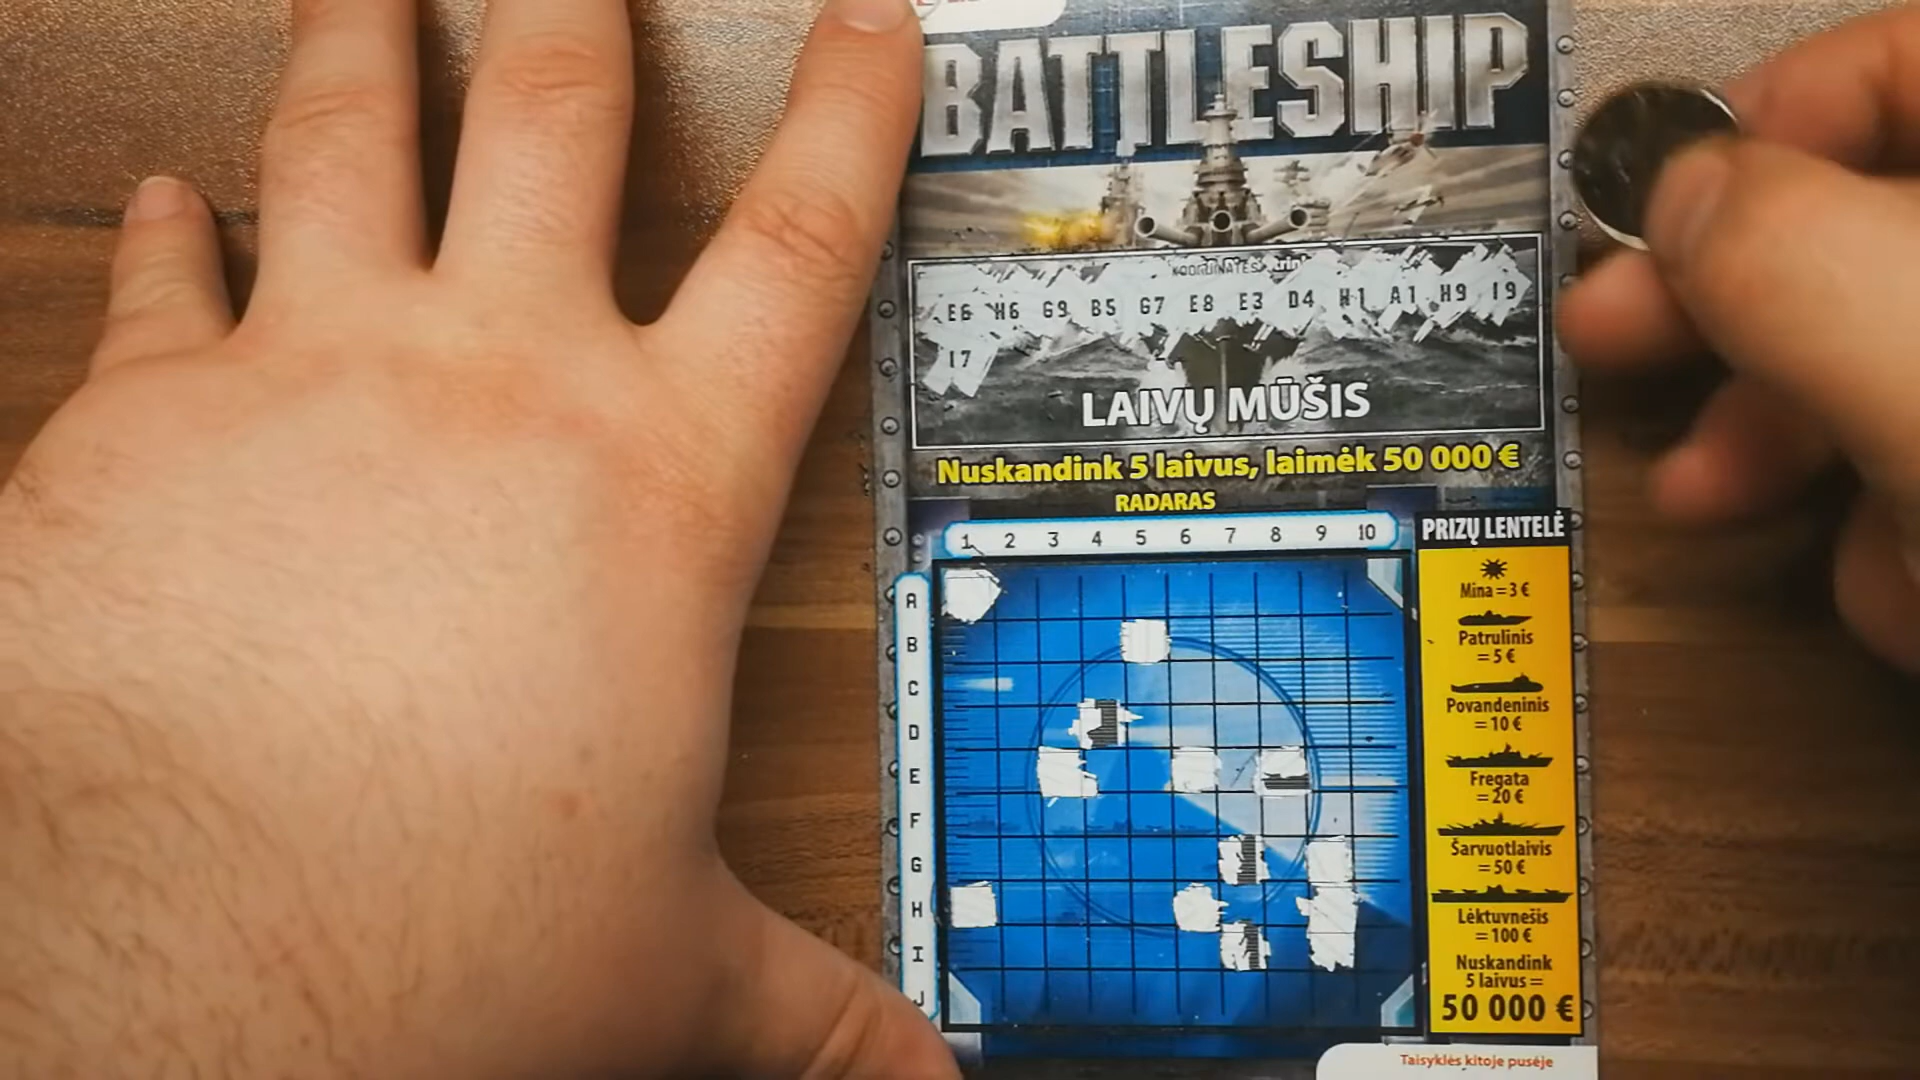 BATTLESHIP
KOORDINATĖS
E6 H6 G9 B5 G7 E8 E3 D4 H1 A1 H9 I9
I7
LAIVŲ MŪŠIS
Nuskandink 5 laivus, laimėk 50 000 €
RADARAS
1 2 3 4 5 6 7 8 9 10
A
B
C
D
E
F
G
H
I
J
PRIZŲ LENTELĖ
Mina = 3 €
Patrulinis
= 5 €
Povandeninis
= 10 €
Fregata
= 20 €
Šarvuotlaivis
= 50 €
Lėktuvnešis
= 100 €
Nuskandink
5 laivus =
50 000 €
Taisyklės kitoje pusėje